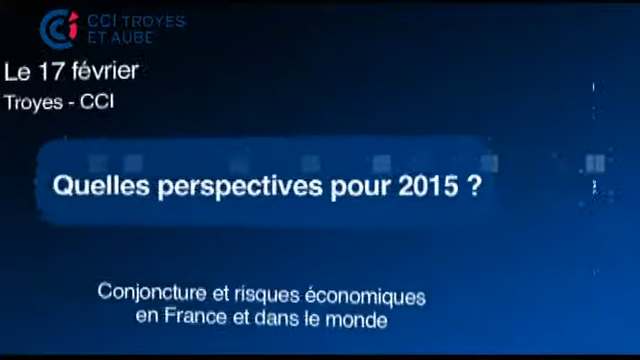 CCI TROYES
ET AUBE
Le 17 février
Troyes - CCI
Quelles perspectives pour 2015 ?
Conjoncture et risques économiques
en France et dans le monde